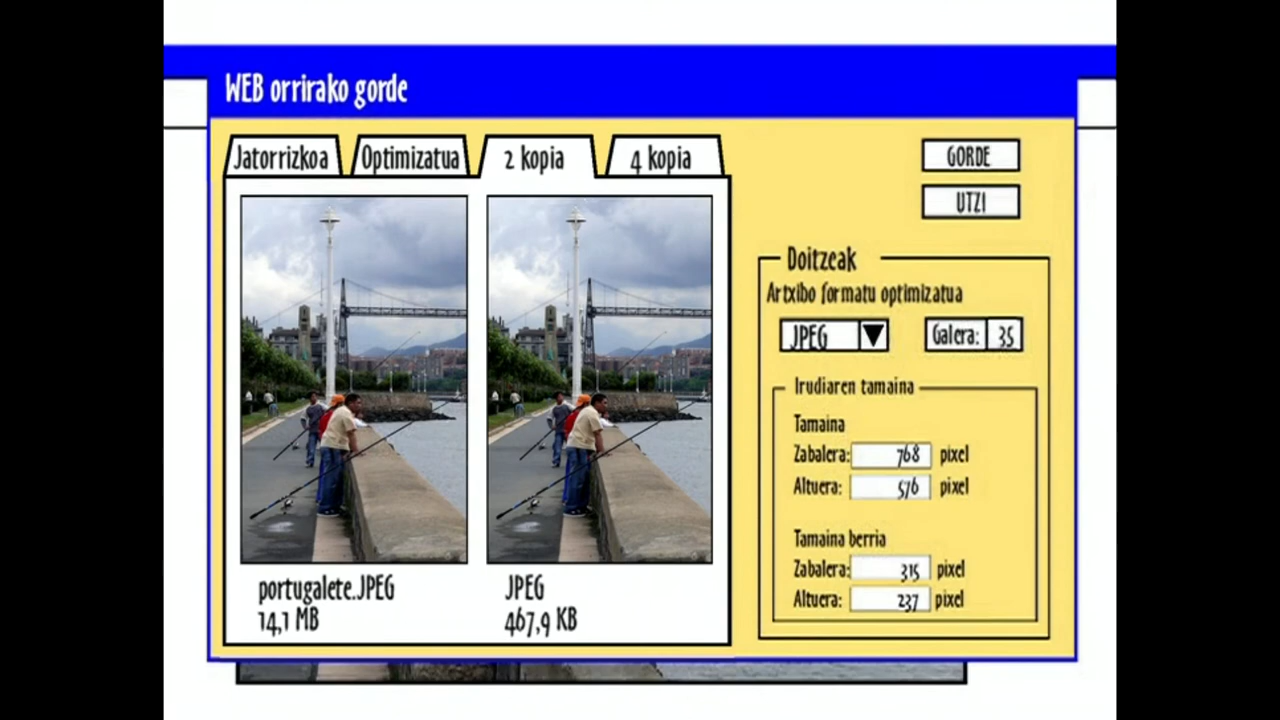 WEB orrirako gorde
Jatorrizkoa
Optimizatua
2 kopia
4 kopia
GORDE
UTZI
Doitzeak
Artxibo formatu optimizatua
JPEG
Galera: 35
Irudiaren tamaina
Tamaina
Zabalera: 768 pixel
Altuera: 576 pixel
Tamaina berria
Zabalera: 315 pixel
Altuera: 237 pixel
portugalete.JPEG
14,1 MB
JPEG
467,9 KB